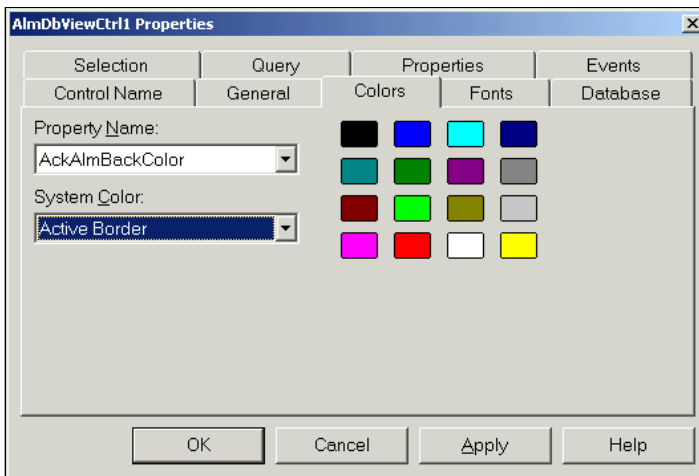 AlmDbViewCtrl1 Properties
Selection Query Properties Events
Control Name General Colors Fonts Database
Property Name:
AckAlmBackColor
System Color:
Active Border
OK Cancel Apply Help